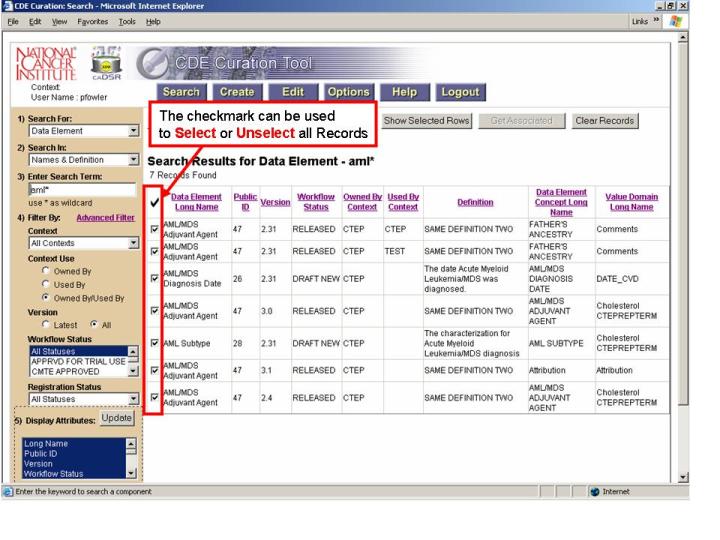 CDE Curation: Search - Microsoft Internet Explorer
File Edit View Favorites Tools Help
Links »
NATIONAL CANCER INSTITUTE
caDSR
CDE Curation Tool
Context:
User Name : pfowler
Search Create Edit Options Help Logout
The checkmark can be used
to Select or Unselect all Records
Show Selected Rows Get Associated Clear Records
1) Search For:
Data Element
2) Search In:
Names & Definition
3) Enter Search Term:
aml*
use * as wildcard
4) Filter By: Advanced Filter
Context
All Contexts
Context Use
Owned By
Used By
Owned By/Used By
Version
Latest All
Workflow Status
All Statuses
APPRVD FOR TRIAL USE
CMTE APPROVED
Registration Status
All Statuses
5) Display Attributes: Update
Long Name
Public ID
Version
Workflow Status
Search Results for Data Element - aml*
7 Records Found
Data Element Long Name Public ID Version Workflow Status Owned By Context Used By Context Definition Data Element Concept Long Name Value Domain Long Name
AML/MDS Adjuvant Agent 47 2.31 RELEASED CTEP CTEP SAME DEFINITION TWO FATHER'S ANCESTRY Comments
AML/MDS Adjuvant Agent 47 2.31 RELEASED CTEP TEST SAME DEFINITION TWO FATHER'S ANCESTRY Comments
AML/MDS Diagnosis Date 26 2.31 DRAFT NEW CTEP The date Acute Myeloid Leukemia/MDS was diagnosed. AML/MDS DIAGNOSIS DATE DATE_CVD
AML/MDS Adjuvant Agent 47 3.0 RELEASED CTEP SAME DEFINITION TWO AML/MDS ADJUVANT AGENT Cholesterol CTEPREPTERM
AML Subtype 28 2.31 DRAFT NEW CTEP The characterization for Acute Myeloid Leukemia/MDS diagnosis AML SUBTYPE Cholesterol CTEPREPTERM
AML/MDS Adjuvant Agent 47 3.1 RELEASED CTEP SAME DEFINITION TWO Attribution Attribution
AML/MDS Adjuvant Agent 47 2.4 RELEASED CTEP SAME DEFINITION TWO AML/MDS ADJUVANT AGENT Cholesterol CTEPREPTERM
Enter the keyword to search a component
Internet